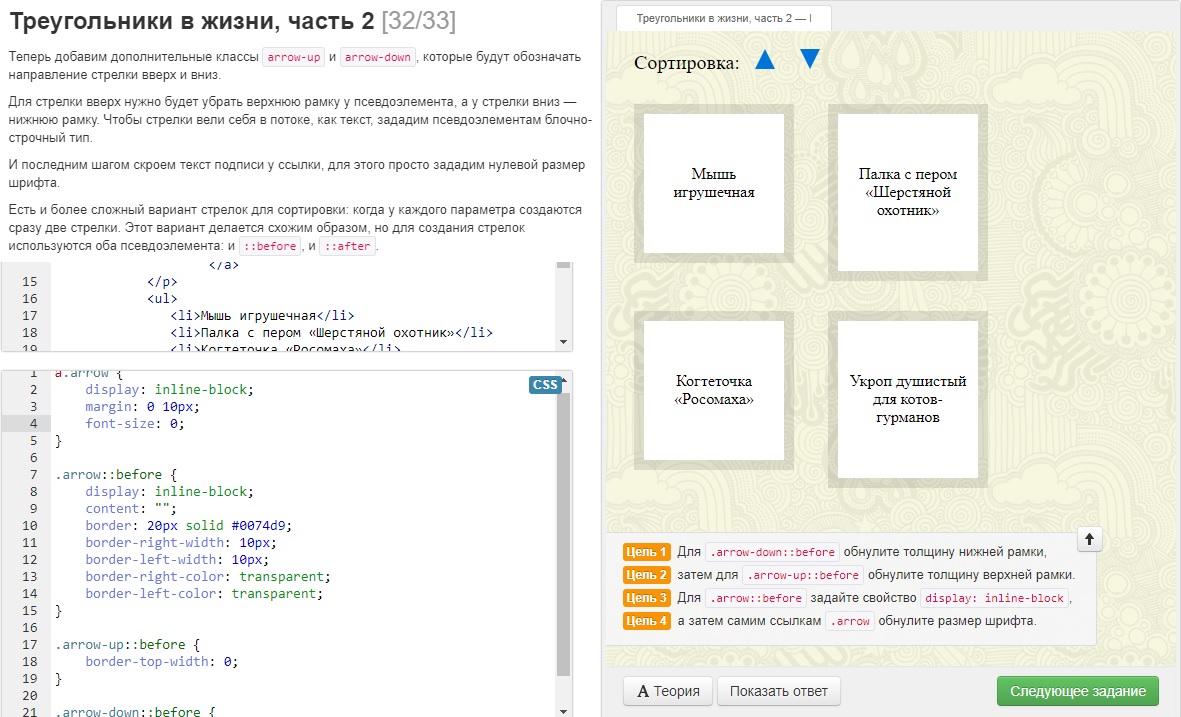 Треугольники в жизни, часть 2 [32/33]
Теперь добавим дополнительные классы arrow-up и arrow-down, которые будут обозначать
направление стрелки вверх и вниз.
Для стрелки вверх нужно будет убрать верхнюю рамку у псевдоэлемента, а у стрелки вниз —
нижнюю рамку. Чтобы стрелки вели себя в потоке, как текст, зададим псевдоэлементам блочно-
строчный тип.
И последним шагом скроем текст подписи у ссылки, для этого просто зададим нулевой размер
шрифта.
Есть и более сложный вариант стрелок для сортировки: когда у каждого параметра создаются
сразу две стрелки. Этот вариант делается схожим образом, но для создания стрелок
используются оба псевдоэлемента: и ::before, и ::after.
</a>
15 </p>
16 <ul>
17 <li>Мышь игрушечная</li>
18 <li>Палка с пером «Шерстяной охотник»</li>
19 <li>Когтеточка «Росомаха»</li>
CSS
1 a.arrow {
2 display: inline-block;
3 margin: 0 10px;
4 font-size: 0;
5 }
6
7 .arrow::before {
8 display: inline-block;
9 content: "";
10 border: 20px solid #0074d9;
11 border-right-width: 10px;
12 border-left-width: 10px;
13 border-right-color: transparent;
14 border-left-color: transparent;
15 }
16
17 .arrow-up::before {
18 border-top-width: 0;
19 }
20
21 .arrow-down::before {
Треугольники в жизни, часть 2 —
Сортировка:
Мышь
игрушечная
Палка с пером
«Шерстяной
охотник»
Когтеточка
«Росомаха»
Укроп душистый
для котов-
гурманов
Цель 1 Для .arrow-down::before обнулите толщину нижней рамки,
Цель 2 затем для .arrow-up::before обнулите толщину верхней рамки.
Цель 3 Для .arrow::before задайте свойство display: inline-block,
Цель 4 а затем самим ссылкам .arrow обнулите размер шрифта.
A Теория
Показать ответ
Следующее задание